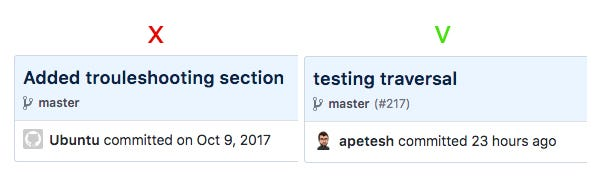 X
Added trouleshooting section
master
Ubuntu committed on Oct 9, 2017
V
testing traversal
master (#217)
apetesh committed 23 hours ago